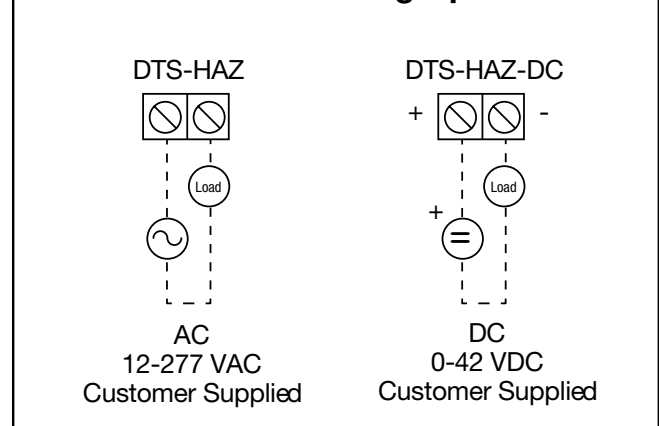 DTS-HAZ
Load
AC
12-277 VAC
Customer Supplied
DTS-HAZ-DC
+ -
Load
+
DC
0-42 VDC
Customer Supplied